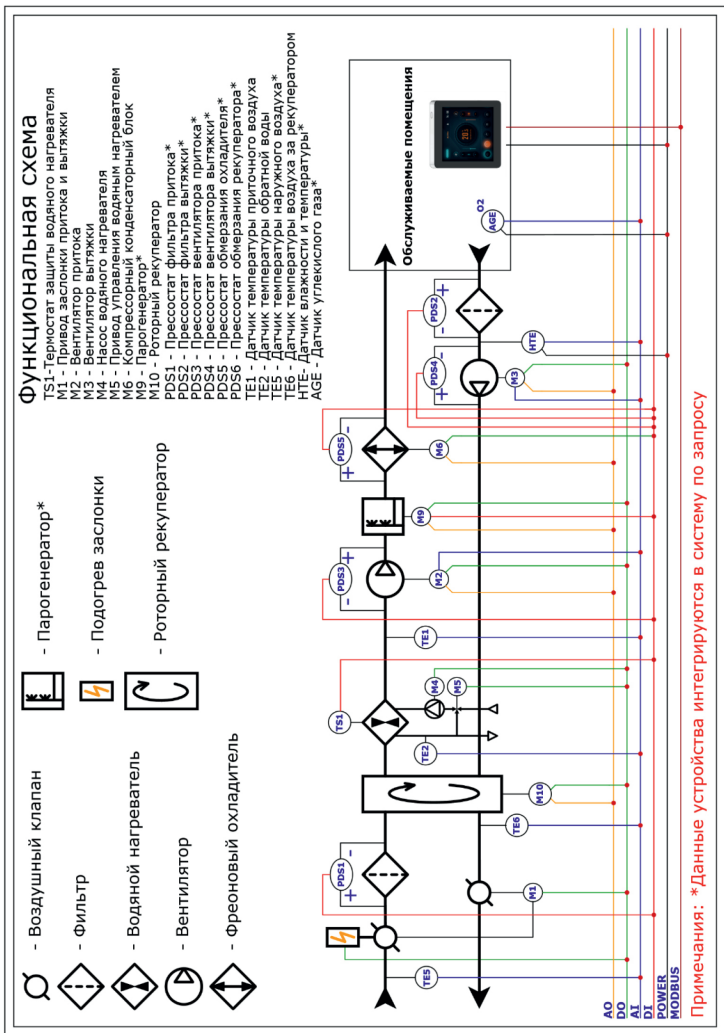 Функциональная схема
TS1-Термостат защиты водяного нагревателя
M1 - Привод заслонки притока и вытяжки
M2 - Вентилятор притока
M3 - Вентилятор вытяжки
M4 - Насос водяного нагревателя
M5 - Привод управления водяным нагревателем
M6 - Компрессорный конденсаторный блок
M9 - Парогенератор*
M10 - Роторный рекуператор
PDS1 - Прессостат фильтра притока*
PDS2 - Прессостат фильтра вытяжки*
PDS3 - Прессостат вентилятора притока*
PDS4 - Прессостат вентилятора вытяжки*
PDS5 - Прессостат обмерзания охладителя*
PDS6 - Прессостат обмерзания рекуператора*
TE1 - Датчик температуры приточного воздуха
TE2 - Датчик температуры обратной воды
TE5 - Датчик температуры наружного воздуха*
TE6 - Датчик температуры воздуха за рекуператором
HTE- Датчик влажности и температуры*
AGE - Датчик углекислого газа*
- Воздушный клапан
- Фильтр
- Водяной нагреватель
- Вентилятор
- Фреоновый охладитель
- Парогенератор*
- Подогрев заслонки
- Роторный рекуператор
PDS1
+ -
TS1
PDS3
- +
PDS5
+ -
Обслуживаемые помещения
TE5
M1
TE6
M10
TE2
M4
M5
TE1
M2
M9
M6
PDS4
+ -
M3
PDS2
- +
HTE
AGE
O2
AO
DO
AI
DI
POWER
MODBUS
Примечания: *Данные устройства интегрируются в систему по запросу